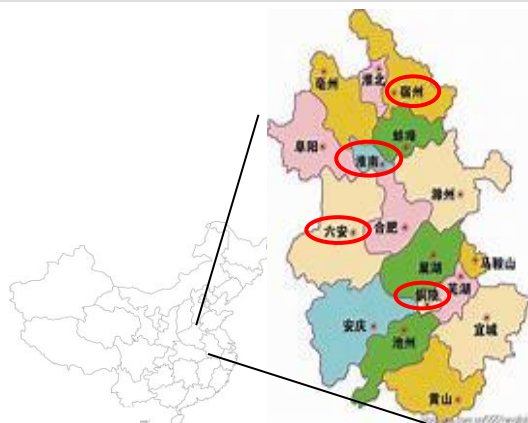 亳州
淮北
宿州
蚌埠
阜阳
淮南
滁州
六安
合肥
巢湖
马鞍山
芜湖
铜陵
安庆
池州
宣城
黄山